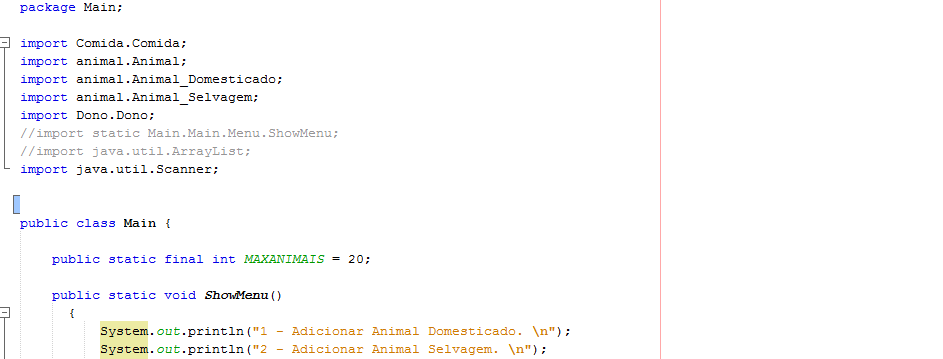 package Main;
import Comida.Comida;
import animal.Animal;
import animal.Animal_Domesticado;
import animal.Animal_Selvagem;
import Dono.Dono;
//import static Main.Main.Menu.ShowMenu;
//import java.util.ArrayList;
import java.util.Scanner;
public class Main {
public static final int MAXANIMAIS = 20;
public static void ShowMenu()
{
System.out.println("1 - Adicionar Animal Domesticado. \n");
System.out.println("2 - Adicionar Animal Selvagem. \n");